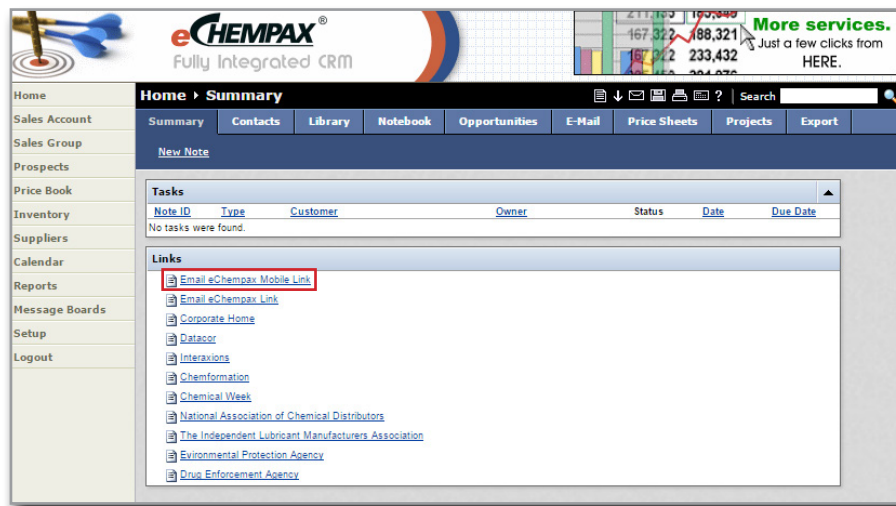 eCHEMPAX®
Fully Integrated CRM
167,322 188,321
233,432
More services.
Just a few clicks from
HERE.
Home
Sales Account
Sales Group
Prospects
Price Book
Inventory
Suppliers
Calendar
Reports
Message Boards
Setup
Logout
Home › Summary
? | Search
Summary Contacts Library Notebook Opportunities E-Mail Price Sheets Projects Export
New Note
Tasks
Note ID Type Customer Owner Status Date Due Date
No tasks were found.
Links
Email eChempax Mobile Link
Email eChempax Link
Corporate Home
Datacor
Interaxions
Chemformation
Chemical Week
National Association of Chemical Distributors
The Independent Lubricant Manufacturers Association
Evironmental Protection Agency
Drug Enforcement Agency